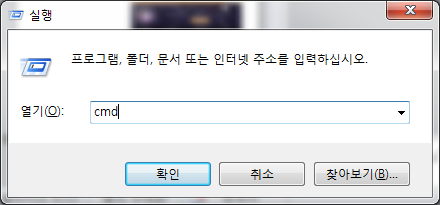 실행
프로그램, 폴더, 문서 또는 인터넷 주소를 입력하십시오.
열기(O): cmd
확인 취소 찾아보기(B)...